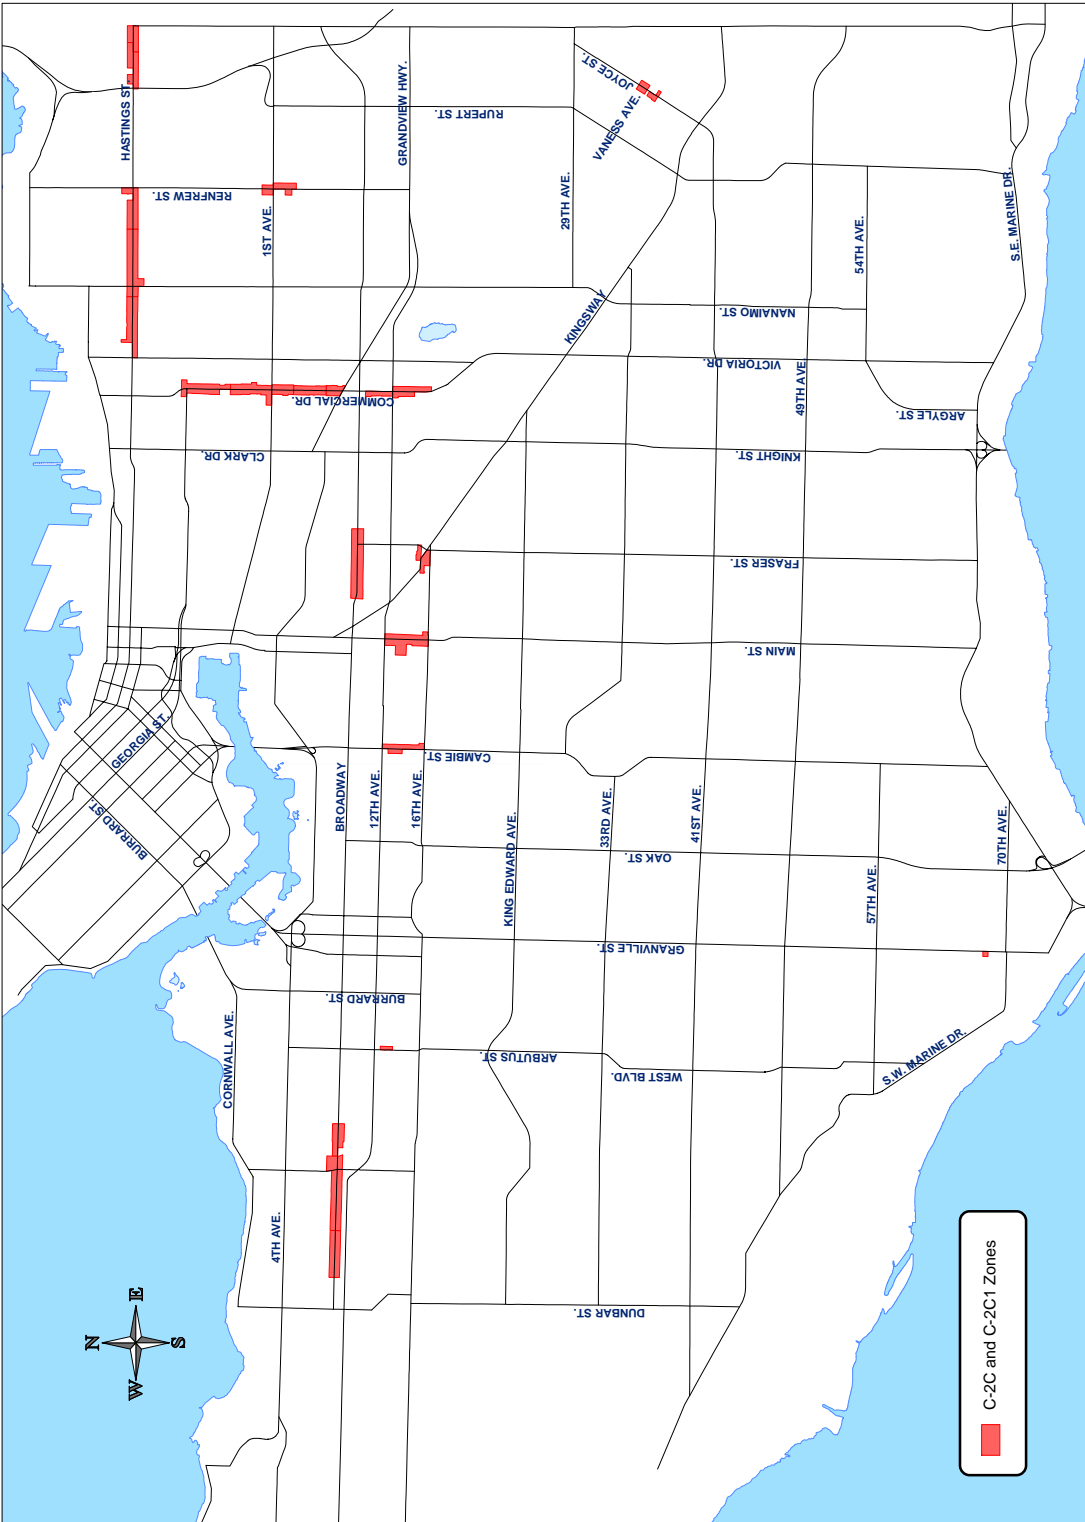 HASTINGS ST.
RENFREW ST.
1ST AVE.
GRANDVIEW HWY.
RUPERT ST.
JOYCE ST.
VANESS AVE.
29TH AVE.
54TH AVE.
S.E. MARINE DR.
KINGSWAY
NANAIMO ST.
VICTORIA DR.
49TH AVE.
ARGYLE ST.
COMMERCIAL DR.
CLARK DR.
KNIGHT ST.
FRASER ST.
MAIN ST.
GEORGIA ST.
BURRARD ST.
CAMBIE ST.
BROADWAY
12TH AVE.
16TH AVE.
KING EDWARD AVE.
33RD AVE.
41ST AVE.
OAK ST.
57TH AVE.
70TH AVE.
GRANVILLE ST.
BURRARD ST.
CORNWALL AVE.
ARBUTUS ST.
WEST BLVD.
S.W. MARINE DR.
4TH AVE.
DUNBAR ST.
N
E
S
W
C-2C and C-2C1 Zones